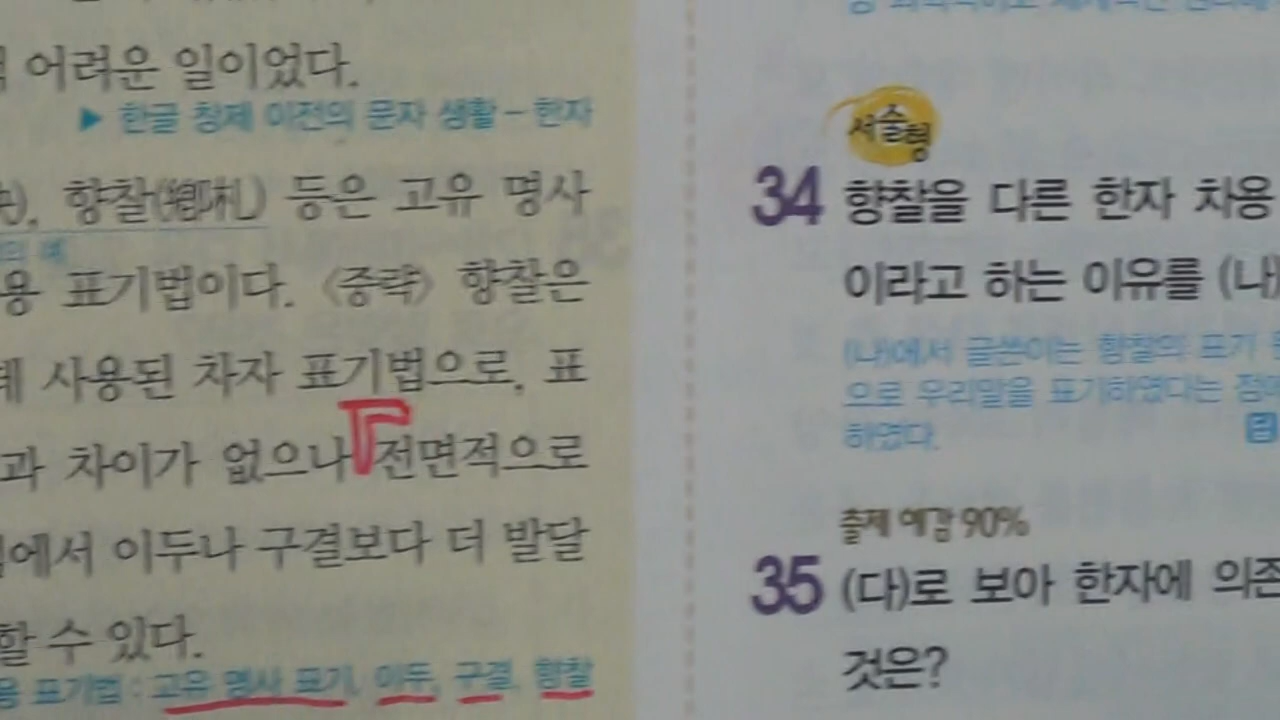 어려운 일이었다.
▶ 한글 창제 이전의 문자 생활 - 한자
향찰(鄕札) 등은 고유 명사
용 표기법이다. 〈중략〉 향찰은
데 사용된 차자 표기법으로, 표
과 차이가 없으나 전면적으로
에서 이두나 구결보다 더 발달
할 수 있다.
용 표기법 : 고유 명사 표기, 이두, 구결, 향찰
서술형
34 향찰을 다른 한자 차용
이라고 하는 이유를 (나)
(나)에서 글쓴이는 향찰의 표기
으로 우리말을 표기하였다는 점에
하였다.
답
출제 예감 90%
35 (다)로 보아 한자에 의존
것은?